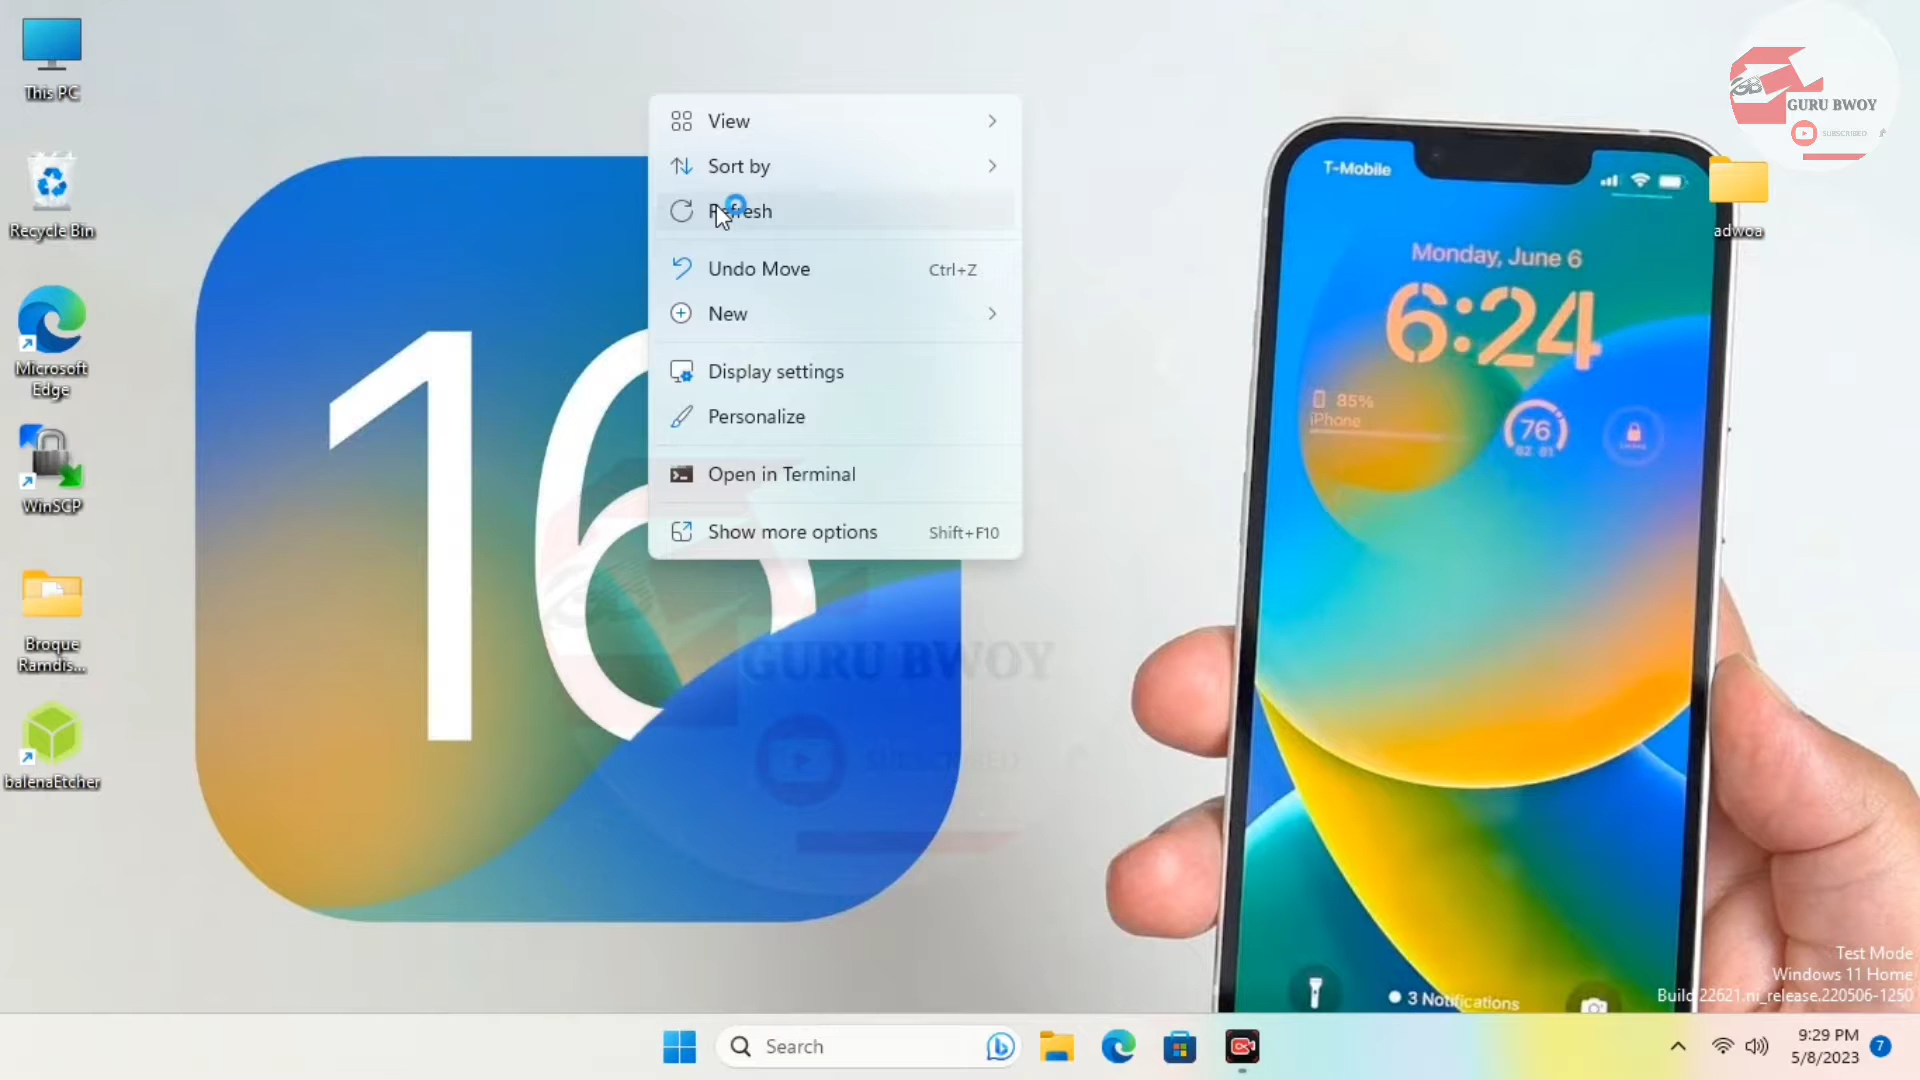 This PC
Recycle Bin
Microsoft
Edge
WinSCP
Broque
Ramdis...
balenaEtcher
16
View
Sort by
Refresh
Undo Move Ctrl+Z
New
Display settings
Personalize
Open in Terminal
Show more options Shift+F10
GURU BWOY
SUBSCRIBED
T-Mobile
Monday, June 6
6:24
85%
iPhone
76
3 Notifications
GB
GURU BWOY
SUBSCRIBED
adwoa
Test Mode
Windows 11 Home
Build 22621.ni_release.220506-1250
Search
9:29 PM
5/8/2023
7